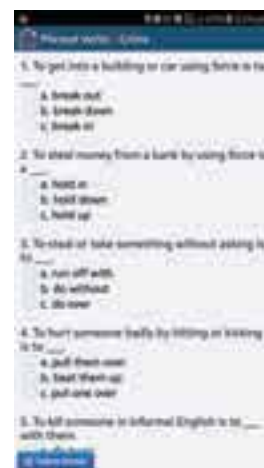 Phrasal Verbs - Crime
1. To get into a building or car using force is to
___
a. break out
b. break down
c. break in
2. To steal money from a bank by using force is
a ___
a. hold in
b. hold down
c. hold up
3. To steal or take something without asking is
to ___
a. run off with
b. do without
c. do over
4. To hurt someone badly by hitting or kicking
is to ___
a. pull them over
b. beat them up
c. put one over
5. To kill someone in informal English is to ___
with them.